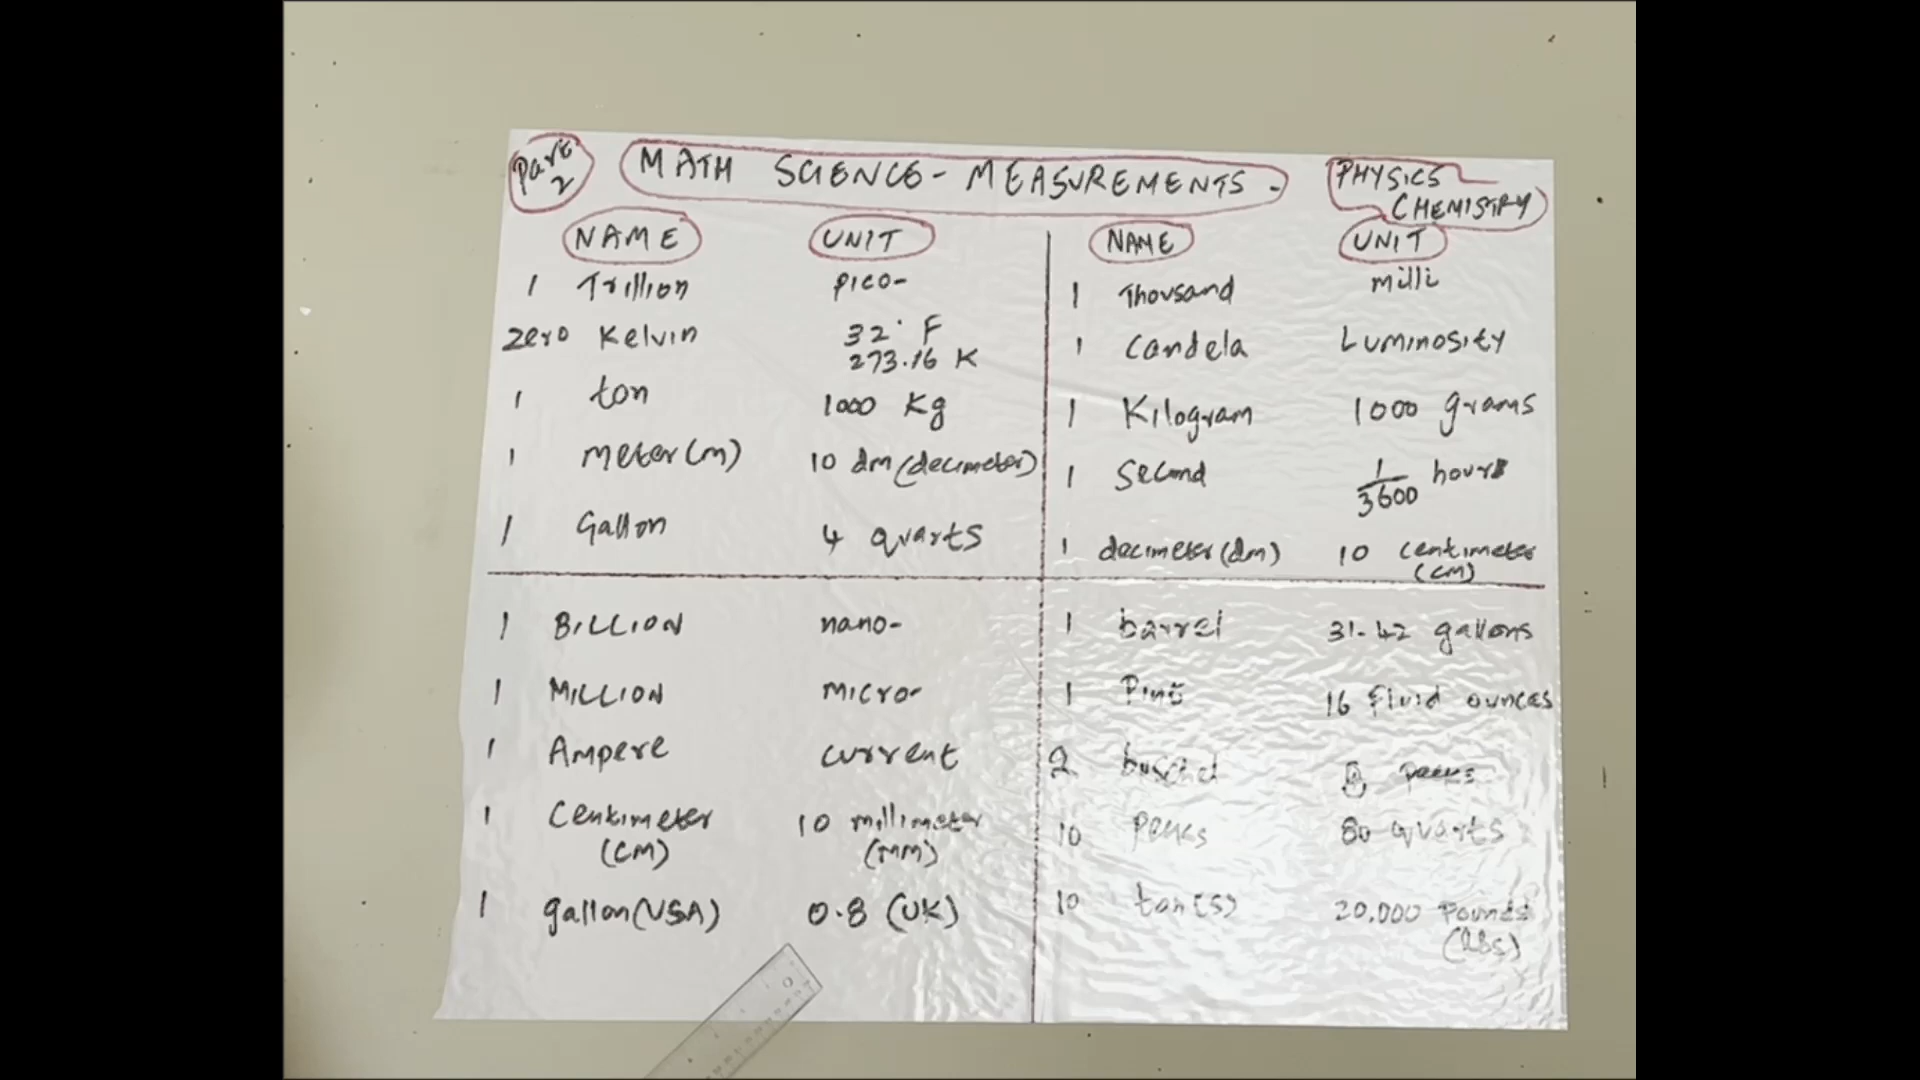 Part 2
MATH SCIENCE - MEASUREMENTS -
PHYSICS
CHEMISTRY
NAME UNIT
1 Trillion pico-
zero Kelvin 32° F
273.16 K
1 ton 1000 Kg
1 meter(m) 10 dm(decimeter)
1 Gallon 4 quarts
NAME UNIT
1 Thousand milli
1 Candela Luminosity
1 Kilogram 1000 grams
1 Second 1/3600 hour
1 decimeter(dm) 10 centimeter
(cm)
1 BILLION nano-
1 MILLION micro-
1 Ampere current
1 Centimeter 10 millimeter
(CM) (mm)
1 gallon(USA) 0.8 (UK)
1 barrel 31-42 gallons
1 Pint 16 Fluid ounces
2 8 pecks
10 Pecks 80 quarts
10 ton(s) 20,000 Pounds
(lbs)